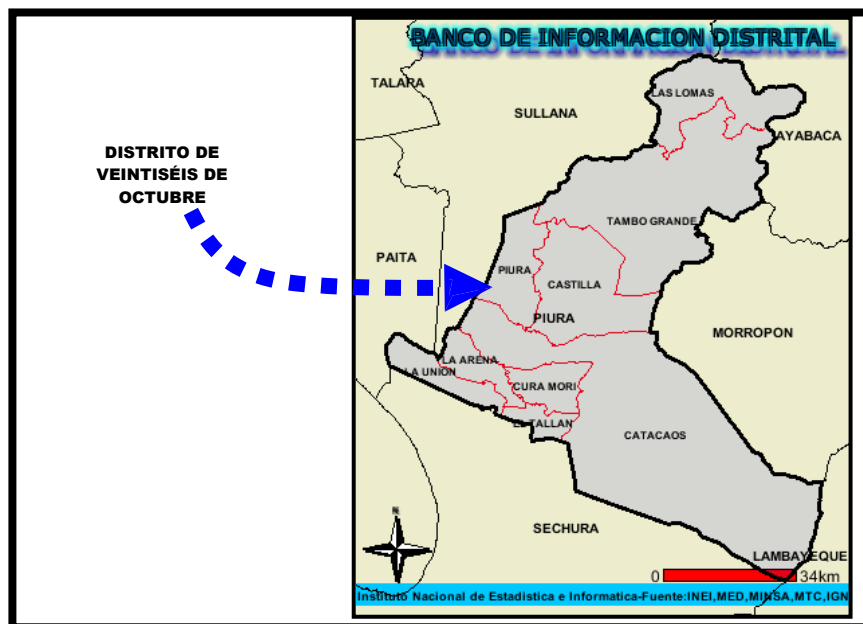 BANCO DE INFORMACION DISTRITAL
TALARA
LAS LOMAS
SULLANA
AYABACA
DISTRITO DE
VEINTISÉIS DE
OCTUBRE
TAMBO GRANDE
PAITA
PIURA
CASTILLA
PIURA
MORROPON
LA ARENA
LA UNION
CURA MORI
EL TALLAN
CATACAOS
N
SECHURA
LAMBAYEQUE
0 34km
Instituto Nacional de Estadistica e Informatica-Fuente:INEI,MED,MINSA,MTC,IGN